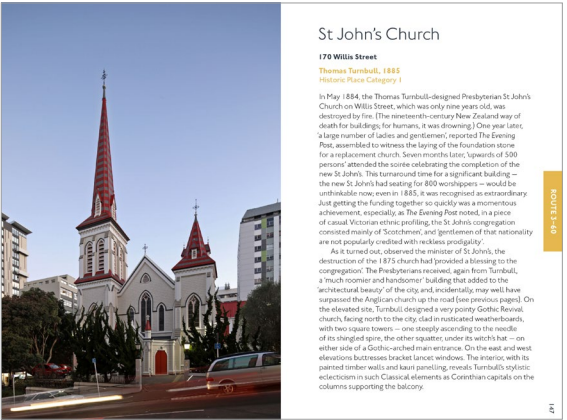 St John's Church
170 Willis Street
Thomas Turnbull, 1885
Historic Place Category 1
In May 1884, the Thomas Turnbull-designed Presbyterian St John's
Church on Willis Street, which was only nine years old, was
destroyed by fire. (The nineteenth-century New Zealand way of
death for buildings; for humans, it was drowning.) One year later,
'a large number of ladies and gentlemen', reported The Evening
Post, assembled to witness the laying of the foundation stone
for a replacement church. Seven months later, 'upwards of 500
persons' attended the soirée celebrating the completion of the
new St John's. This turnaround time for a significant building —
the new St John's had seating for 800 worshippers — would be
unthinkable now; even in 1885, it was recognised as extraordinary.
Just getting the funding together so quickly was a momentous
achievement, especially, as The Evening Post noted, in a piece
of casual Victorian ethnic profiling, the St John's congregation
consisted mainly of 'Scotchmen', and 'gentlemen of that nationality
are not popularly credited with reckless prodigality'.
As it turned out, observed the minister of St John's, the
destruction of the 1875 church had 'provided a blessing to the
congregation'. The Presbyterians received, again from Turnbull,
a 'much roomier and handsomer' building that added to the
'architectural beauty' of the city, and, incidentally, may well have
surpassed the Anglican church up the road (see previous pages). On
the elevated site, Turnbull designed a very pointy Gothic Revival
church, facing north to the city, clad in rusticated weatherboards,
with two square towers — one steeply ascending to the needle
of its shingled spire, the other squatter, under its witch's hat — on
either side of a Gothic-arched main entrance. On the east and west
elevations buttresses bracket lancet windows. The interior, with its
painted timber walls and kauri panelling, reveals Turnbull's stylistic
eclecticism in such Classical elements as Corinthian capitals on the
columns supporting the balcony.
ROUTE 3–60
147